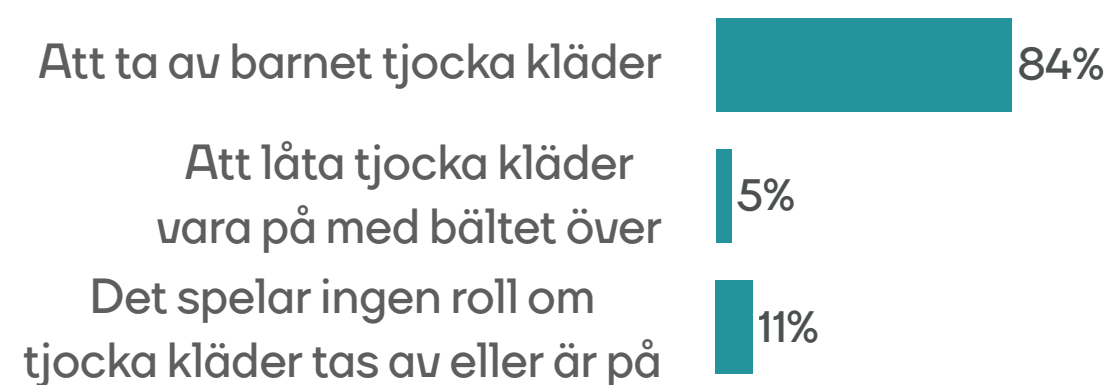 Att ta av barnet tjocka kläder
84%
Att låta tjocka kläder
vara på med bältet över
5%
Det spelar ingen roll om
tjocka kläder tas av eller är på
11%